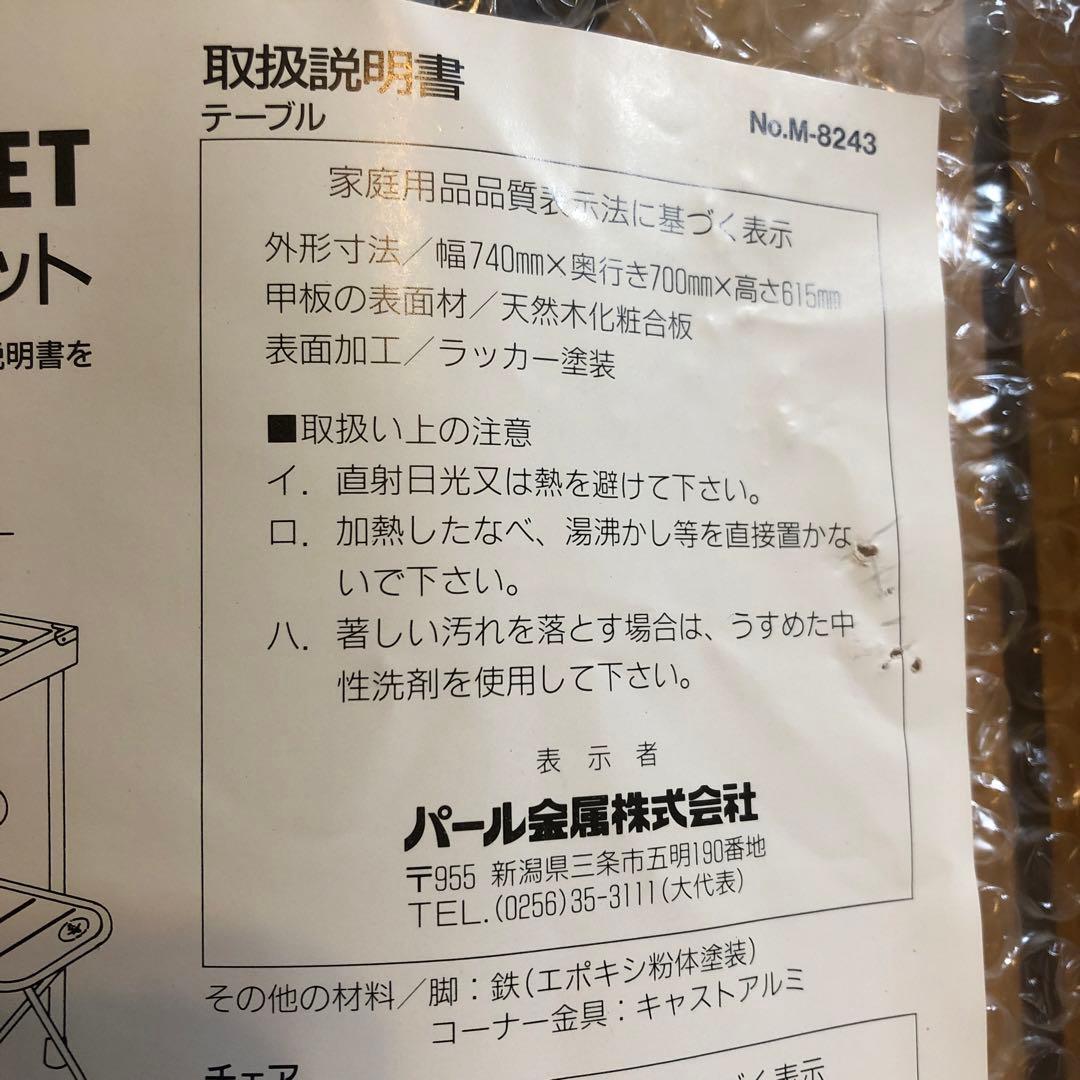 取扱説明書
テーブル
No.M-8243
ET
ット
説明書を
家庭用品品質表示法に基づく表示
外形寸法／幅740mm×奥行き700mm×高さ615mm
甲板の表面材／天然木化粧合板
表面加工／ラッカー塗装
■取扱い上の注意
イ．直射日光又は熱を避けて下さい。
ロ．加熱したなべ、湯沸かし等を直接置かな
いで下さい。
ハ．著しい汚れを落とす場合は、うすめた中
性洗剤を使用して下さい。
表示者
パール金属株式会社
〒955 新潟県三条市五明190番地
TEL.(0256)35-3111(大代表)
その他の材料／脚：鉄(エポキシ粉体塗装)
コーナー金具：キャストアルミ
チェア
づく表示